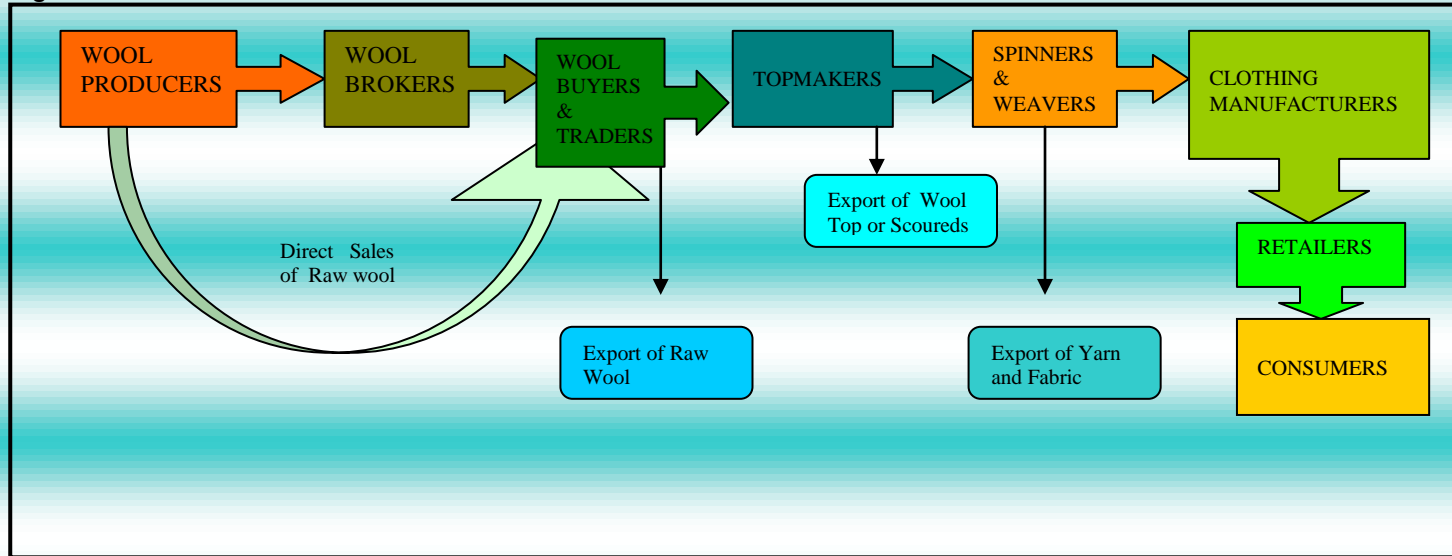 WOOL
PRODUCERS
WOOL
BROKERS
WOOL
BUYERS
&
TRADERS
TOPMAKERS
SPINNERS
&
WEAVERS
CLOTHING
MANUFACTURERS
Export of Wool
Top or Scoureds
RETAILERS
Direct Sales
of Raw wool
Export of Raw
Wool
Export of Yarn
and Fabric
CONSUMERS